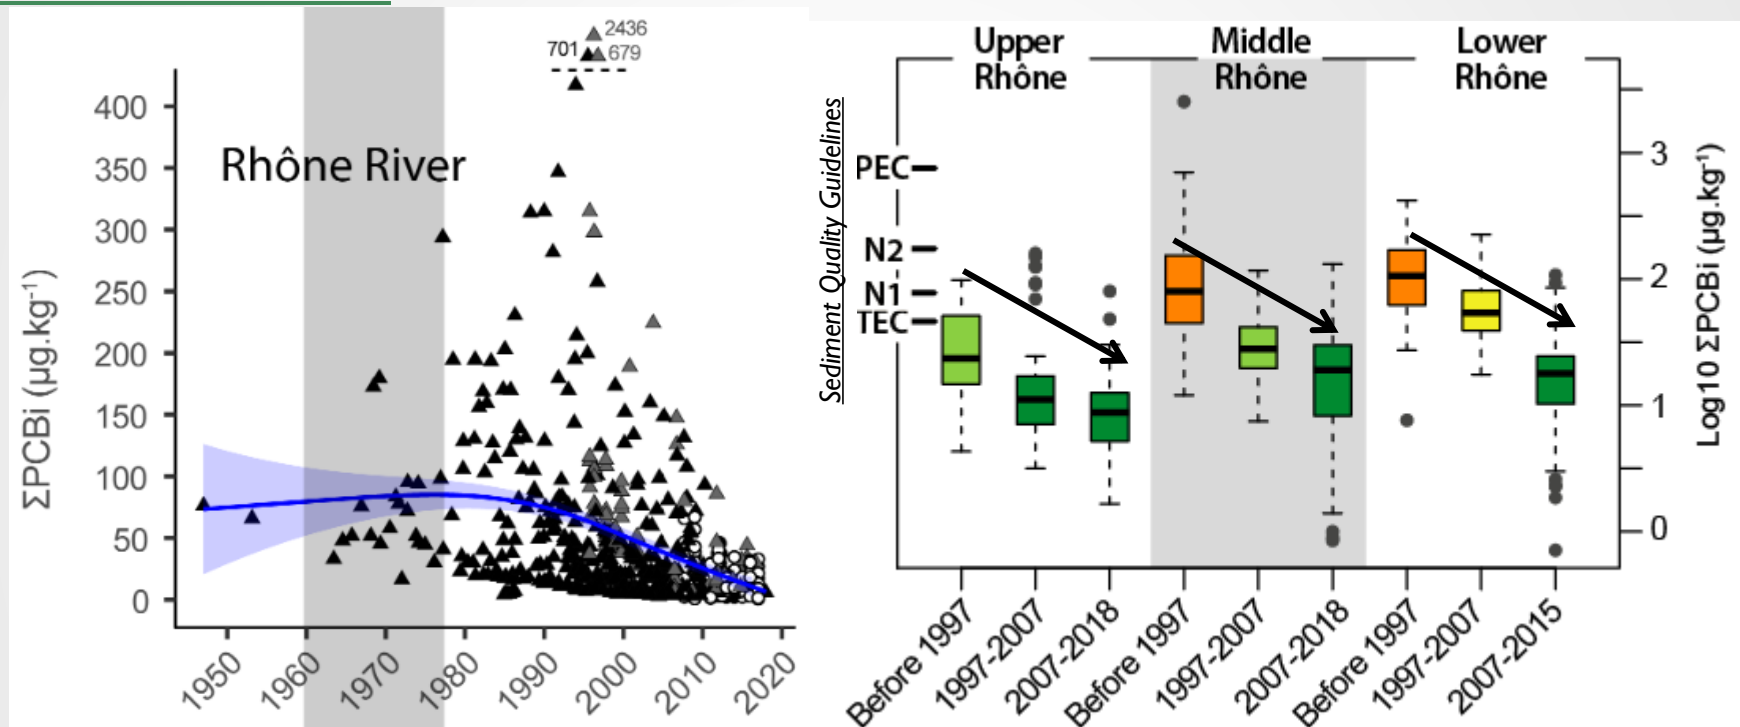 2436
701
679
400
350
300
250
200
150
100
50
0
ΣPCBi (µg.kg⁻¹)
Rhône River
1950
1960
1970
1980
1990
2000
2010
2020
Upper
Rhône
Middle
Rhône
Lower
Rhône
Sediment Quality Guidelines
PEC
N2
N1
TEC
3
2
1
0
Log10 ΣPCBi (µg.kg⁻¹)
Before 1997
1997-2007
2007-2018
Before 1997
1997-2007
2007-2018
Before 1997
1997-2007
2007-2015